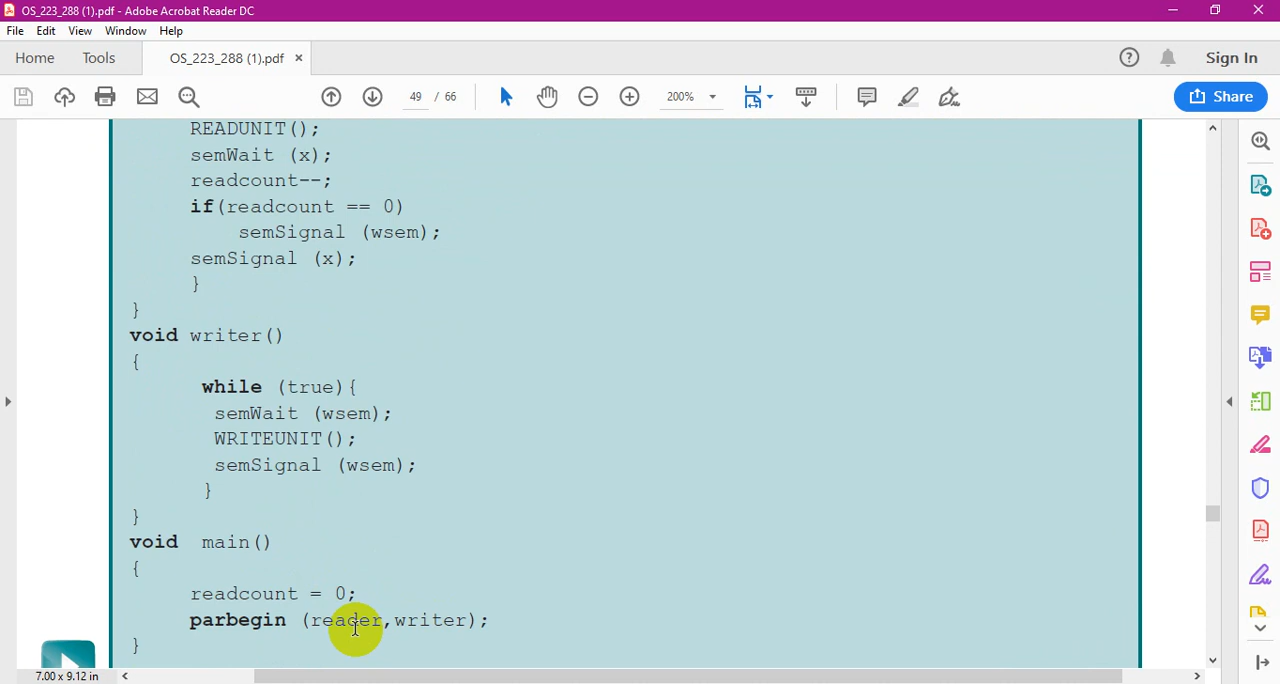 OS_223_288 (1).pdf - Adobe Acrobat Reader DC
File Edit View Window Help
Home Tools OS_223_288 (1).pdf × Sign In
49 / 66 200% Share
READUNIT();
semWait (x);
readcount--;
if(readcount == 0)
semSignal (wsem);
semSignal (x);
}
}
void writer()
{
while (true){
semWait (wsem);
WRITEUNIT();
semSignal (wsem);
}
}
void main()
{
readcount = 0;
parbegin (reader,writer);
}
7.00 x 9.12 in